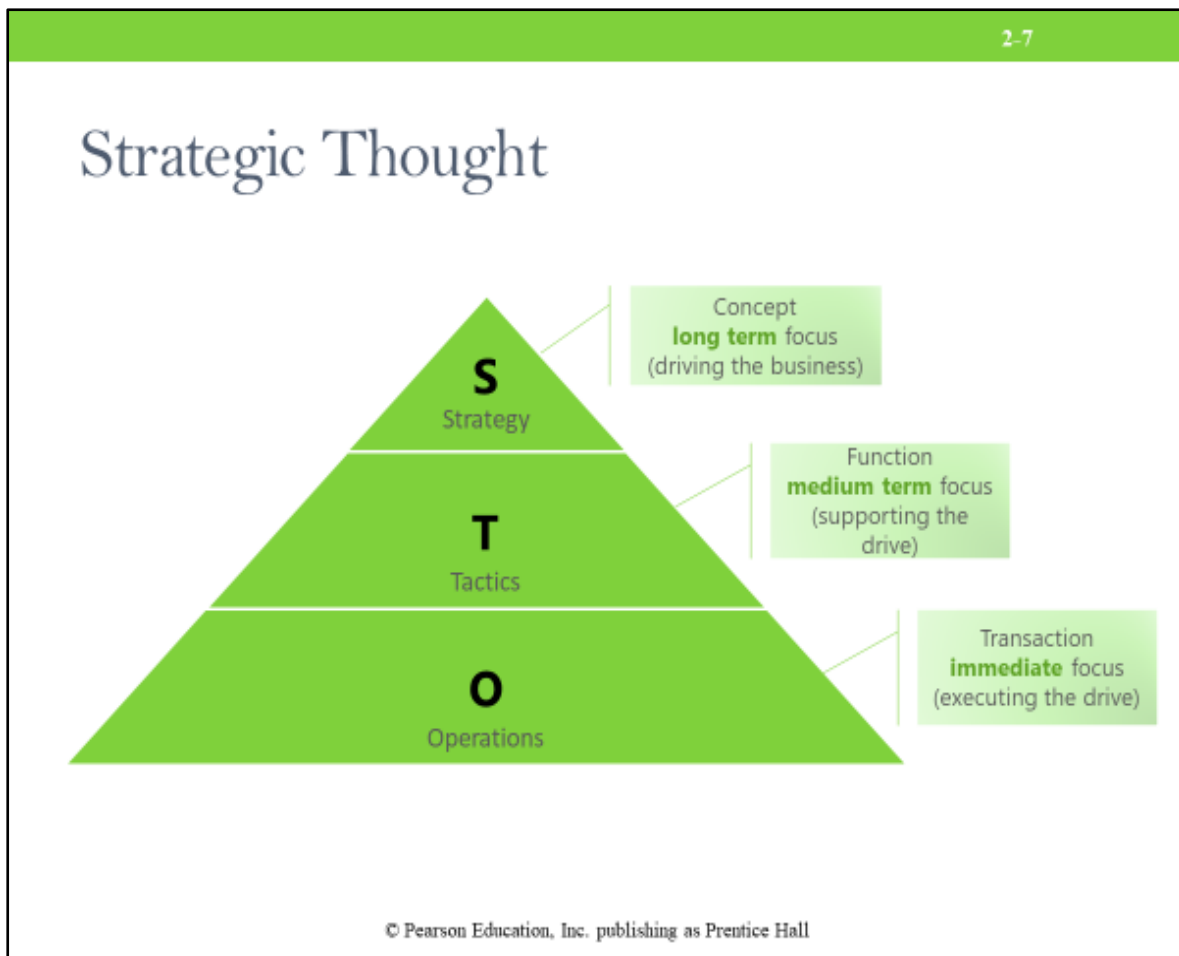 2-7
Strategic Thought
Concept
long term focus
(driving the business)
S
Strategy
Function
medium term focus
(supporting the
drive)
T
Tactics
Transaction
immediate focus
(executing the drive)
O
Operations
© Pearson Education, Inc. publishing as Prentice Hall